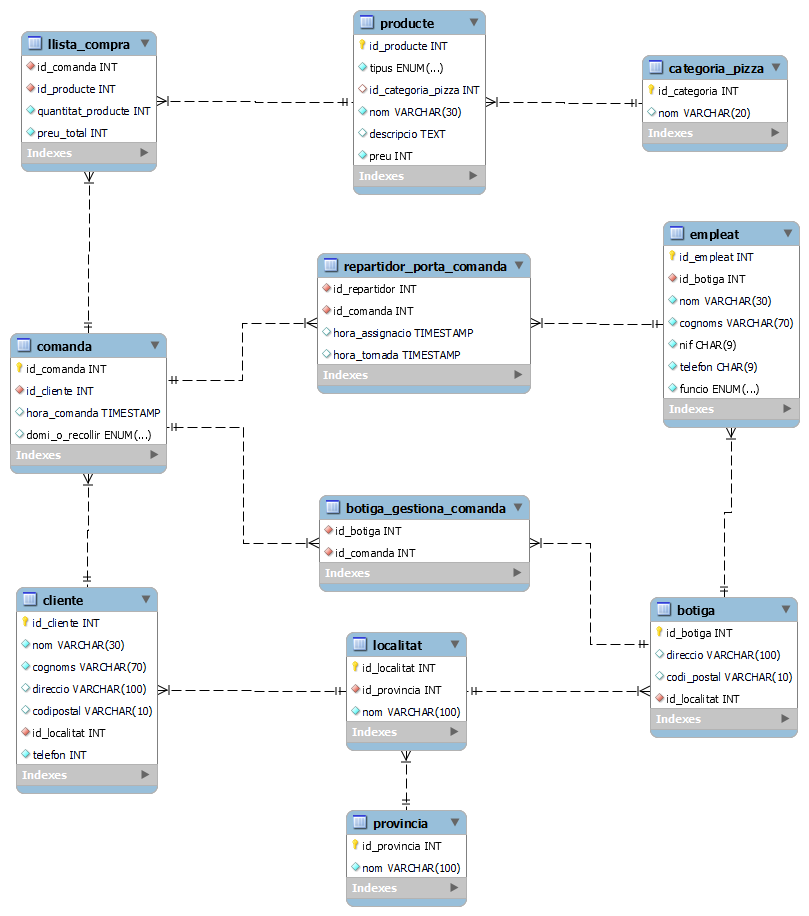 llista_compra
id_comanda INT
id_producte INT
quantitat_producte INT
preu_total INT
Indexes
producte
id_producte INT
tipus ENUM(...)
id_categoria_pizza INT
nom VARCHAR(30)
descripcio TEXT
preu INT
Indexes
categoria_pizza
id_categoria INT
nom VARCHAR(20)
Indexes
repartidor_porta_comanda
id_repartidor INT
id_comanda INT
hora_assignacio TIMESTAMP
hora_tornada TIMESTAMP
Indexes
empleat
id_empleat INT
id_botiga INT
nom VARCHAR(30)
cognoms VARCHAR(70)
nif CHAR(9)
telefon CHAR(9)
funcio ENUM(...)
Indexes
comanda
id_comanda INT
id_cliente INT
hora_comanda TIMESTAMP
domi_o_recollir ENUM(...)
Indexes
botiga_gestiona_comanda
id_botiga INT
id_comanda INT
Indexes
cliente
id_cliente INT
nom VARCHAR(30)
cognoms VARCHAR(70)
direccio VARCHAR(100)
codipostal VARCHAR(10)
id_localitat INT
telefon INT
Indexes
localitat
id_localitat INT
id_provincia INT
nom VARCHAR(100)
Indexes
botiga
id_botiga INT
direccio VARCHAR(100)
codi_postal VARCHAR(10)
id_localitat INT
Indexes
provincia
id_provincia INT
nom VARCHAR(100)
Indexes